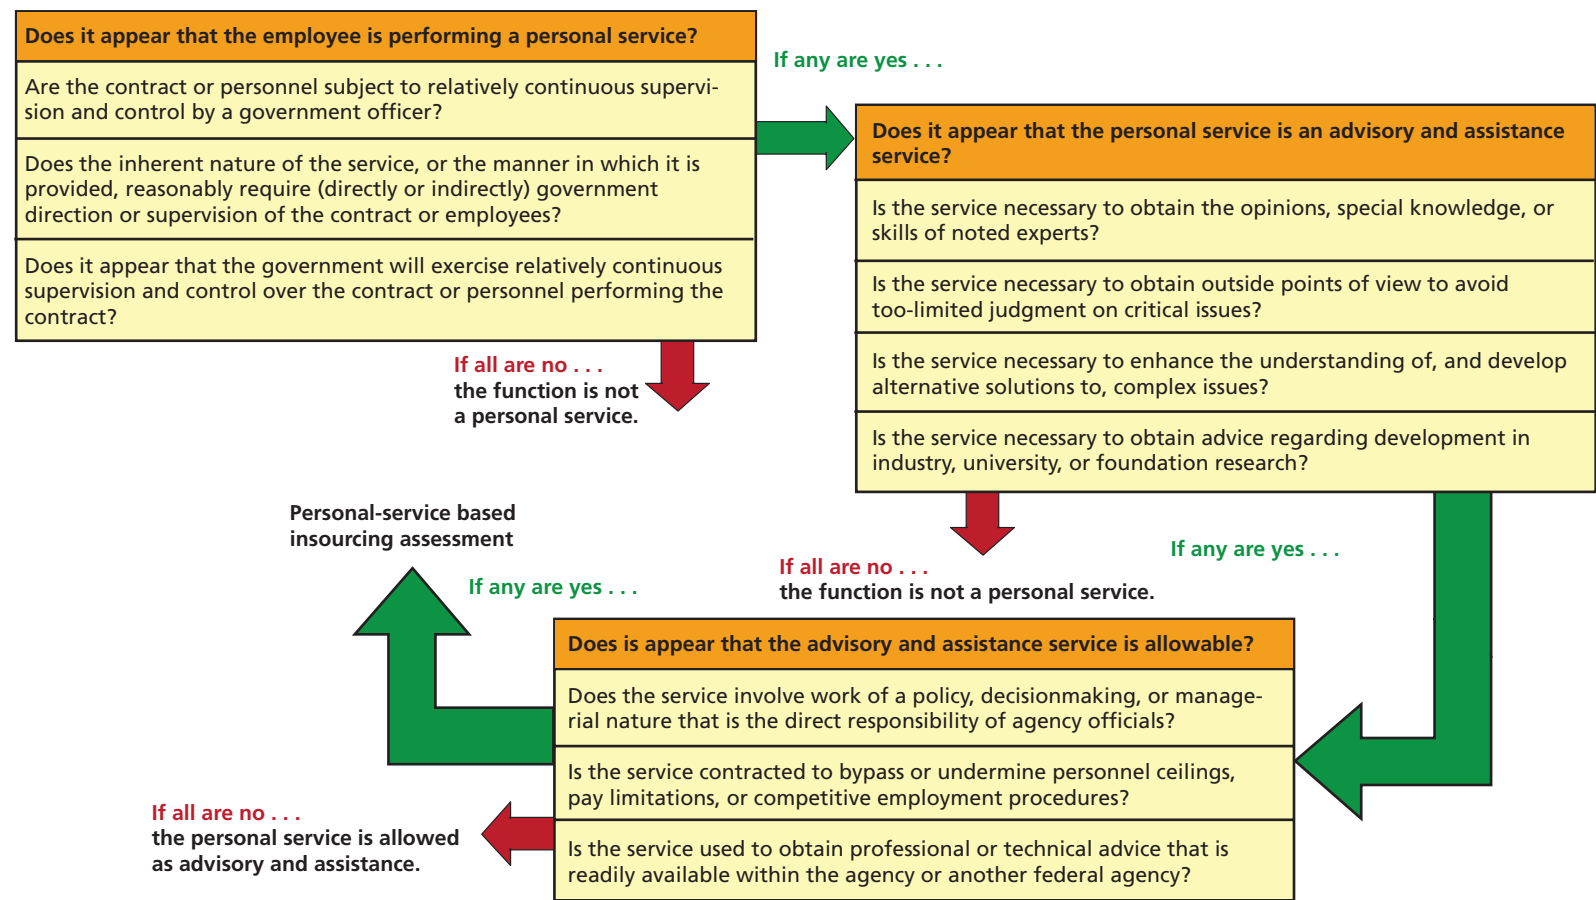 Does it appear that the employee is performing a personal service?
Are the contract or personnel subject to relatively continuous supervi-
sion and control by a government officer?
Does the inherent nature of the service, or the manner in which it is
provided, reasonably require (directly or indirectly) government
direction or supervision of the contract or employees?
Does it appear that the government will exercise relatively continuous
supervision and control over the contract or personnel performing the
contract?
If any are yes . . .
If all are no . . .
the function is not
a personal service.
Does it appear that the personal service is an advisory and assistance
service?
Is the service necessary to obtain the opinions, special knowledge, or
skills of noted experts?
Is the service necessary to obtain outside points of view to avoid
too-limited judgment on critical issues?
Is the service necessary to enhance the understanding of, and develop
alternative solutions to, complex issues?
Is the service necessary to obtain advice regarding development in
industry, university, or foundation research?
If all are no . . .
the function is not a personal service.
If any are yes . . .
Does is appear that the advisory and assistance service is allowable?
Does the service involve work of a policy, decisionmaking, or manage-
rial nature that is the direct responsibility of agency officials?
Is the service contracted to bypass or undermine personnel ceilings,
pay limitations, or competitive employment procedures?
Is the service used to obtain professional or technical advice that is
readily available within the agency or another federal agency?
If any are yes . . .
Personal-service based
insourcing assessment
If all are no . . .
the personal service is allowed
as advisory and assistance.